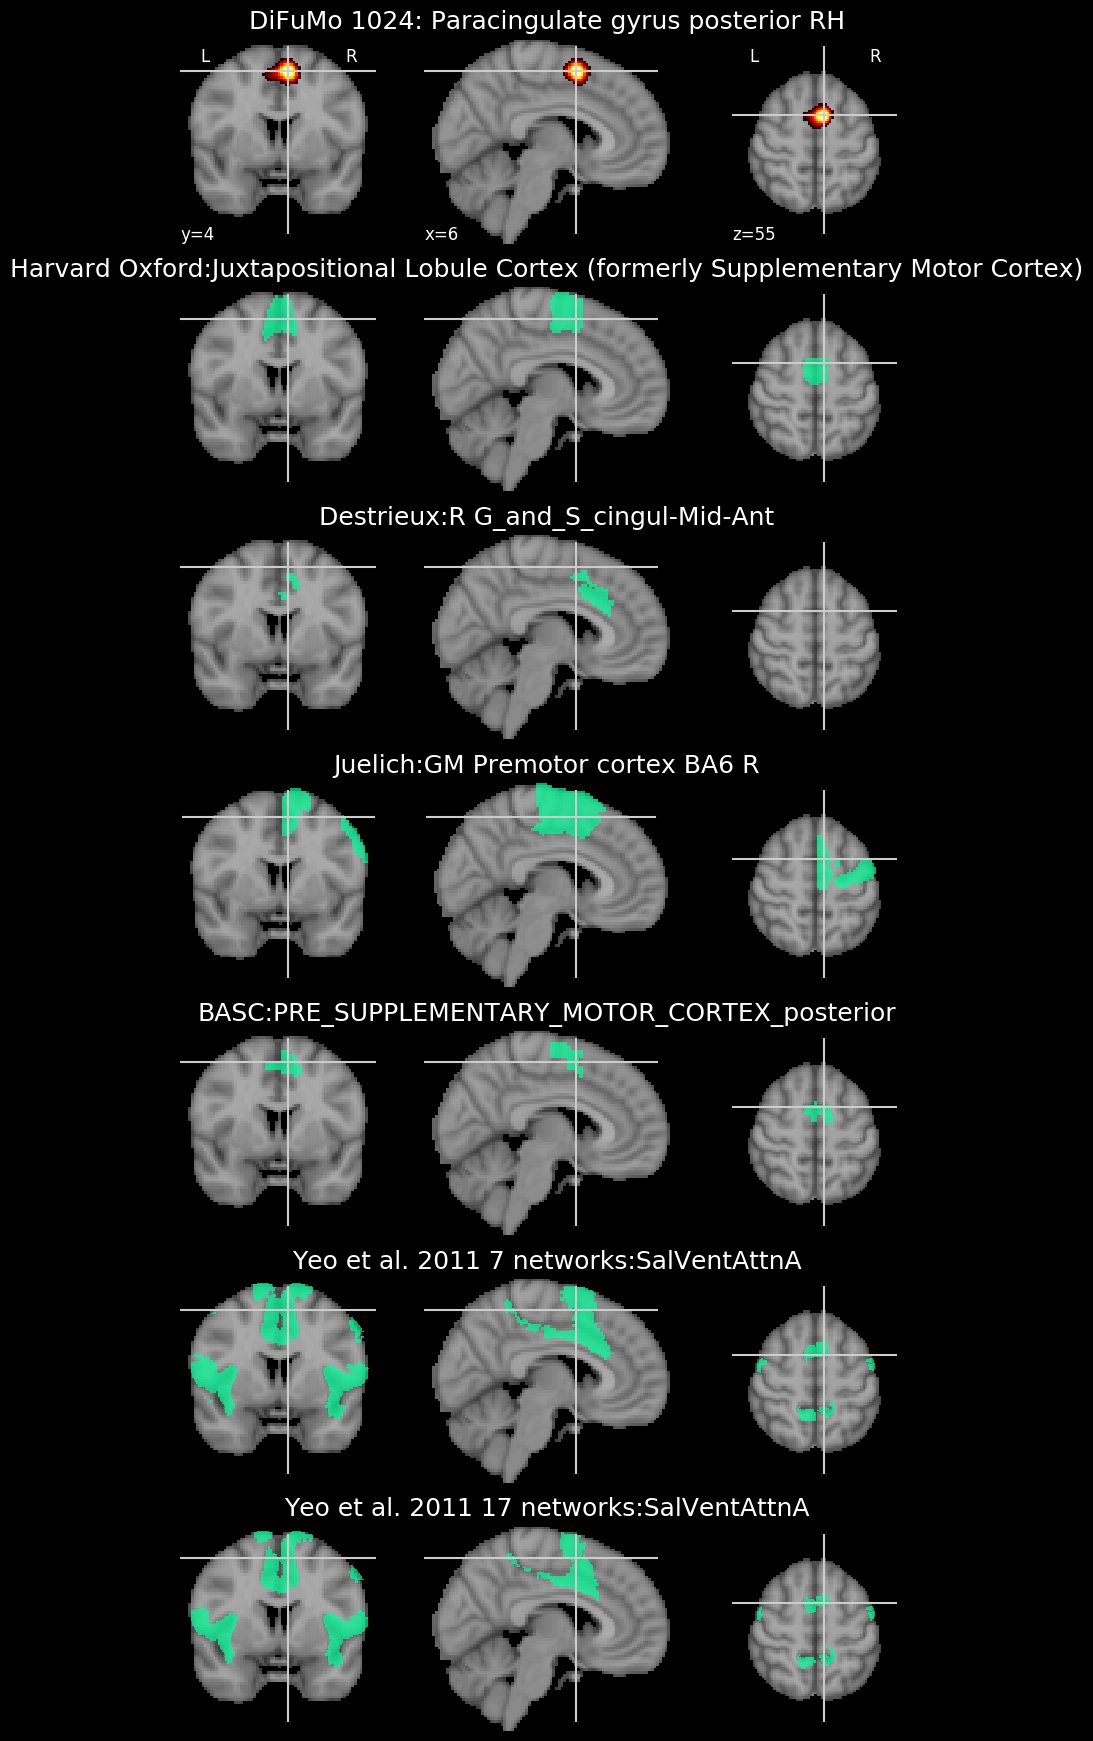 DiFuMo 1024: Paracingulate gyrus posterior RH
L R L R
y=4 x=6 z=55
Harvard Oxford:Juxtapositional Lobule Cortex (formerly Supplementary Motor Cortex)
Destrieux:R G_and_S_cingul-Mid-Ant
Juelich:GM Premotor cortex BA6 R
BASC:PRE_SUPPLEMENTARY_MOTOR_CORTEX_posterior
Yeo et al. 2011 7 networks:SalVentAttnA
Yeo et al. 2011 17 networks:SalVentAttnA